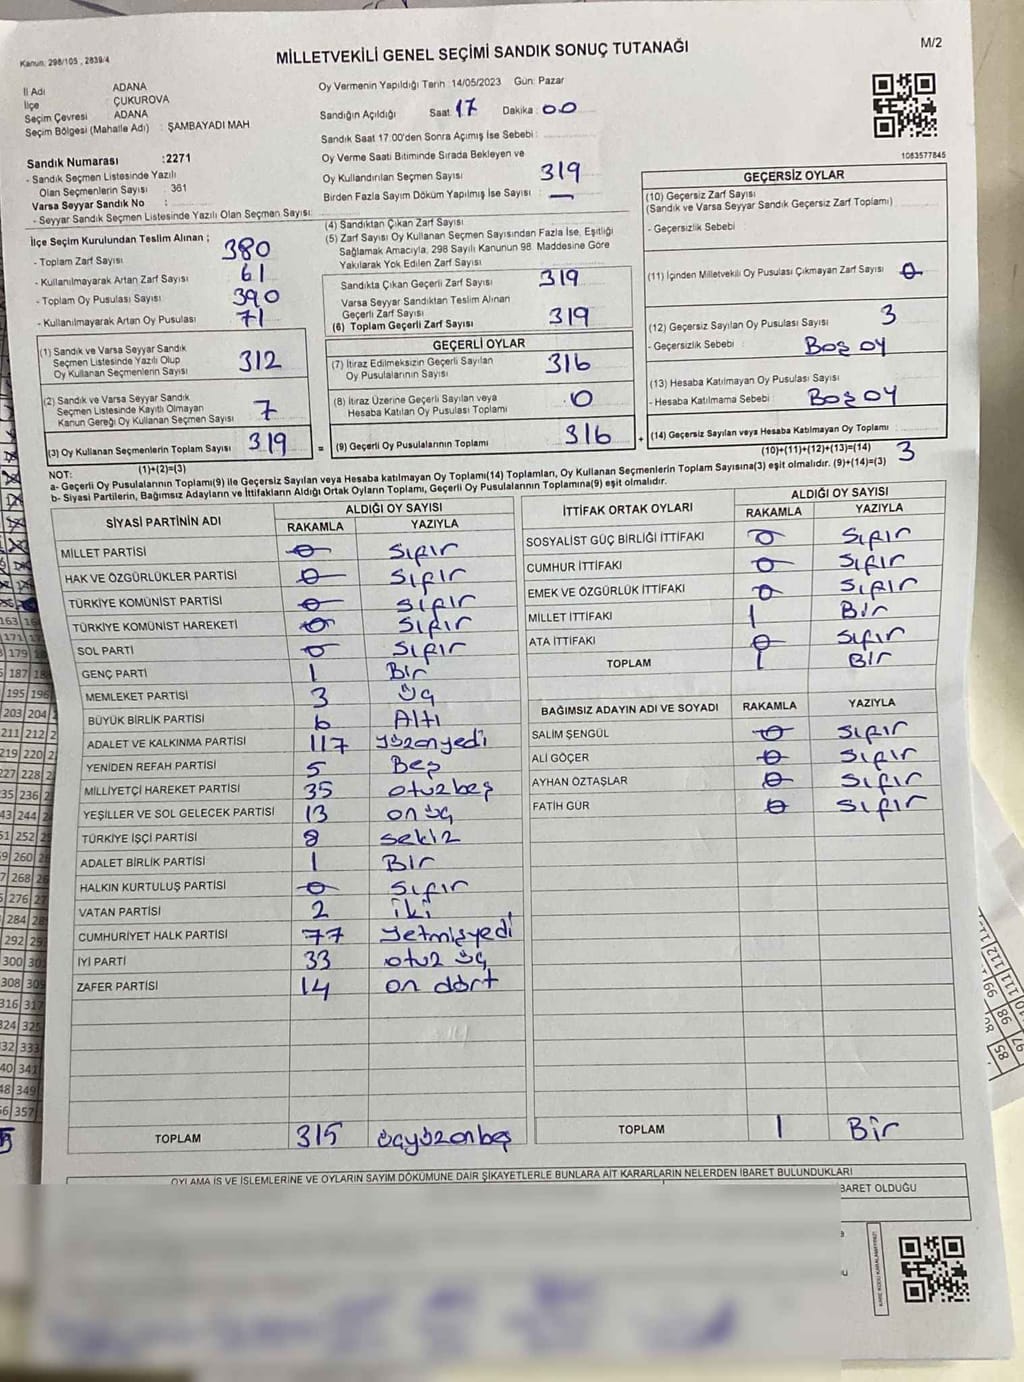 Kanun, 298/105 , 2839/4
MİLLETVEKİLİ GENEL SEÇİMİ SANDIK SONUÇ TUTANAĞI
M/2
İl Adı : ADANA
İlçe : ÇUKUROVA
Seçim Çevresi : ADANA
Seçim Bölgesi (Mahalle Adı) : ŞAMBAYADI MAH
Oy Vermenin Yapıldığı Tarih : 14/05/2023 Gün: Pazar
Sandığın Açıldığı Saat: 17 Dakika : 00
Sandık Saat 17:00'den Sonra Açımış İse Sebebi :
Oy Verme Saati Bitiminde Sırada Bekleyen ve
Oy Kullandırılan Seçmen Sayısı : 319
Birden Fazla Sayım Döküm Yapılmış İse Sayısı : —
1083577845
Sandık Numarası :2271
- Sandık Seçmen Listesinde Yazılı
Olan Seçmenlerin Sayısı : 361
Varsa Seyyar Sandık No :
- Seyyar Sandık Seçmen Listesinde Yazılı Olan Seçmen Sayısı:
İlçe Seçim Kurulundan Teslim Alınan ;
- Toplam Zarf Sayısı : 380
- Kullanılmayarak Artan Zarf Sayısı : 61
- Toplam Oy Pusulası Sayısı : 390
- Kullanılmayarak Artan Oy Pusulası : 71
(1) Sandık ve Varsa Seyyar Sandık
Seçmen Listesinde Yazılı Olup
Oy Kullanan Seçmenlerin Sayısı : 312
(2) Sandık ve Varsa Seyyar Sandık
Seçmen Listesinde Kayıtlı Olmayan
Kanun Gereği Oy Kullanan Seçmen Sayısı : 7
(3) Oy Kullanan Seçmenlerin Toplam Sayısı : 319
(1)+(2)=(3)
(4) Sandıktan Çıkan Zarf Sayısı
(5) Zarf Sayısı Oy Kullanan Seçmen Sayısından Fazla İse, Eşitliği
Sağlamak Amacıyla, 298 Sayılı Kanunun 98. Maddesine Göre
Yakılarak Yok Edilen Zarf Sayısı
Sandıkta Çıkan Geçerli Zarf Sayısı : 319
Varsa Seyyar Sandıktan Teslim Alınan
Geçerli Zarf Sayısı :
(6) Toplam Geçerli Zarf Sayısı : 319
GEÇERLİ OYLAR
(7) İtiraz Edilmeksizin Geçerli Sayılan
Oy Pusulalarının Sayısı : 316
(8) İtiraz Üzerine Geçerli Sayılan veya
Hesaba Katılan Oy Pusulası Toplamı : 0
= (9) Geçerli Oy Pusulalarının Toplamı : 316 +
GEÇERSİZ OYLAR
(10) Geçersiz Zarf Sayısı
(Sandık ve Varsa Seyyar Sandık Geçersiz Zarf Toplamı) :
- Geçersizlik Sebebi :
(11) İçinden Milletvekili Oy Pusulası Çıkmayan Zarf Sayısı : 0
(12) Geçersiz Sayılan Oy Pusulası Sayısı : 3
- Geçersizlik Sebebi : Boş oy
(13) Hesaba Katılmayan Oy Pusulası Sayısı :
- Hesaba Katılmama Sebebi : Boş oy
(14) Geçersiz Sayılan veya Hesaba Katılmayan Oy Toplamı :
(10)+(11)+(12)+(13)=(14) 3
NOT:
a- Geçerli Oy Pusulalarının Toplamı(9) ile Geçersiz Sayılan veya Hesaba katılmayan Oy Toplamı(14) Toplamları, Oy Kullanan Seçmenlerin Toplam Sayısına(3) eşit olmalıdır. (9)+(14)=(3)
b- Siyasi Partilerin, Bağımsız Adayların ve İttifakların Aldığı Ortak Oyların Toplamı, Geçerli Oy Pusulalarının Toplamına(9) eşit olmalıdır.
SİYASİ PARTİNİN ADI ALDIĞI OY SAYISI
RAKAMLA YAZIYLA
MİLLET PARTİSİ 0 Sıfır
HAK VE ÖZGÜRLÜKLER PARTİSİ 0 Sıfır
TÜRKİYE KOMÜNİST PARTİSİ 0 Sıfır
TÜRKİYE KOMÜNİST HAREKETİ 0 Sıfır
SOL PARTİ 0 Sıfır
GENÇ PARTİ 1 Bir
MEMLEKET PARTİSİ 3 üç
BÜYÜK BİRLİK PARTİSİ 6 Altı
ADALET VE KALKINMA PARTİSİ 117 yüzonyedi
YENİDEN REFAH PARTİSİ 5 Beş
MİLLİYETÇİ HAREKET PARTİSİ 35 otuzbeş
YEŞİLLER VE SOL GELECEK PARTİSİ 13 on üç
TÜRKİYE İŞÇİ PARTİSİ 8 sekiz
ADALET BİRLİK PARTİSİ 1 Bir
HALKIN KURTULUŞ PARTİSİ 0 Sıfır
VATAN PARTİSİ 2 iki
CUMHURİYET HALK PARTİSİ 77 Yetmişyedi
İYİ PARTİ 33 otuz üç
ZAFER PARTİSİ 14 on dört
TOPLAM 315 üçyüzonbeş
İTTİFAK ORTAK OYLARI ALDIĞI OY SAYISI
RAKAMLA YAZIYLA
SOSYALİST GÜÇ BİRLİĞİ İTTİFAKI 0 Sıfır
CUMHUR İTTİFAKI 0 Sıfır
EMEK VE ÖZGÜRLÜK İTTİFAKI 0 Sıfır
MİLLET İTTİFAKI 1 Bir
ATA İTTİFAKI 0 Sıfır
TOPLAM 1 Bir
BAĞIMSIZ ADAYIN ADI VE SOYADI RAKAMLA YAZIYLA
SALİM ŞENGÜL 0 Sıfır
ALİ GÖÇER 0 Sıfır
AYHAN ÖZTAŞLAR 0 Sıfır
FATİH GÜR 0 Sıfır
TOPLAM 1 Bir
OYLAMA İŞ VE İŞLEMLERİNE VE OYLARIN SAYIM DÖKÜMÜNE DAİR ŞİKAYETLERLE BUNLARA AİT KARARLARIN NELERDEN İBARET BULUNDUKLARI
BARET OLDUĞU